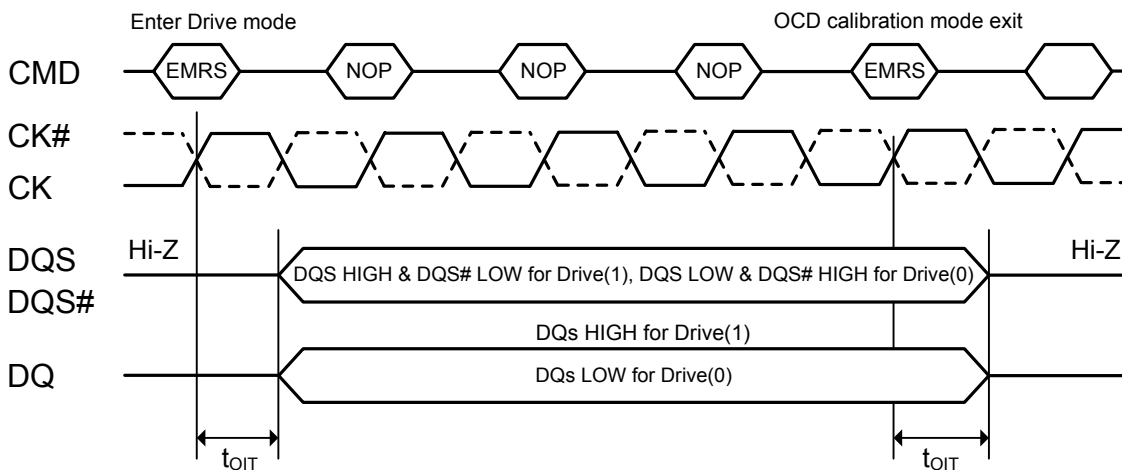 Enter Drive mode
OCD calibration mode exit
CMD
EMRS
NOP
NOP
NOP
EMRS
CK#
CK
DQS
DQS#
Hi-Z
DQS HIGH & DQS# LOW for Drive(1), DQS LOW & DQS# HIGH for Drive(0)
Hi-Z
DQs HIGH for Drive(1)
DQ
DQs LOW for Drive(0)
tOIT
tOIT